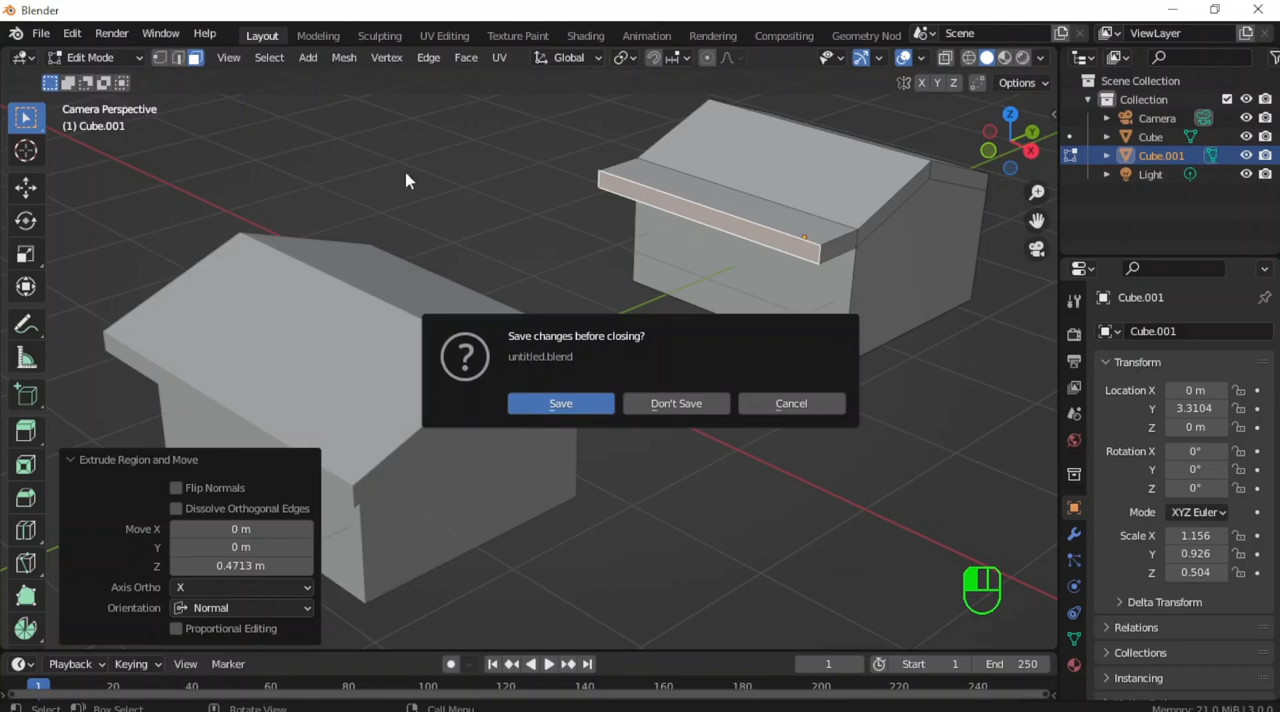 Blender
File Edit Render Window Help
Layout Modeling Sculpting UV Editing Texture Paint Shading Animation Rendering Compositing Geometry Nod
Scene
ViewLayer
Edit Mode
View Select Add Mesh Vertex Edge Face UV
Global
X Y Z
Options
Camera Perspective
(1) Cube.001
Z
Y
X
Scene Collection
Collection
Camera
Cube
Cube.001
Light
Save changes before closing?
untitled.blend
Save
Don't Save
Cancel
Extrude Region and Move
Flip Normals
Dissolve Orthogonal Edges
Move X 0 m
Y 0 m
Z 0.4713 m
Axis Ortho X
Orientation Normal
Proportional Editing
Cube.001
Cube.001
Transform
Location X 0 m
Y 3.3104
Z 0 m
Rotation X 0°
Y 0°
Z 0°
Mode XYZ Euler
Scale X 1.156
Y 0.926
Z 0.504
Delta Transform
Relations
Collections
Instancing
Playback Keying View Marker
1
Start 1
End 250
1 20 40 60 80 100 120 140 160 180 200 220 240
Select
Box Select
Rotate View
Call Menu
Memory: 21.0 MiB | 3.0.0